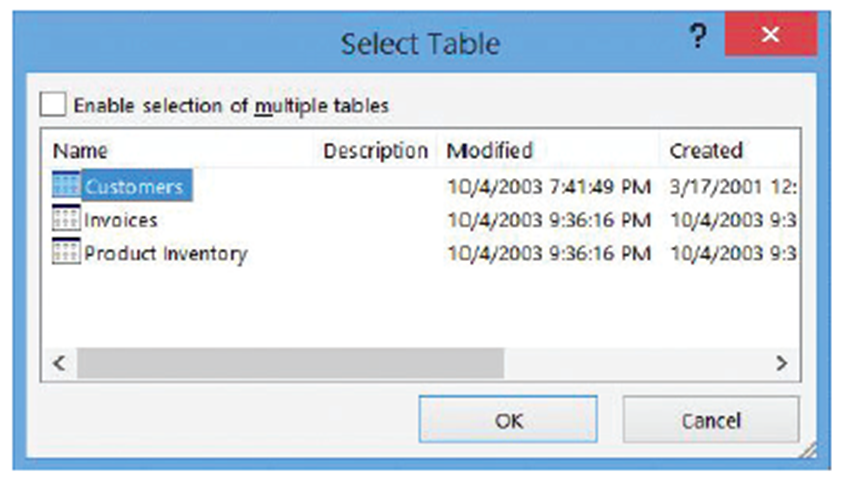 Select Table ?
Enable selection of multiple tables
Name Description Modified Created
Customers 10/4/2003 7:41:49 PM 3/17/2001 12:
Invoices 10/4/2003 9:36:16 PM 10/4/2003 9:3
Product Inventory 10/4/2003 9:36:16 PM 10/4/2003 9:3
OK Cancel